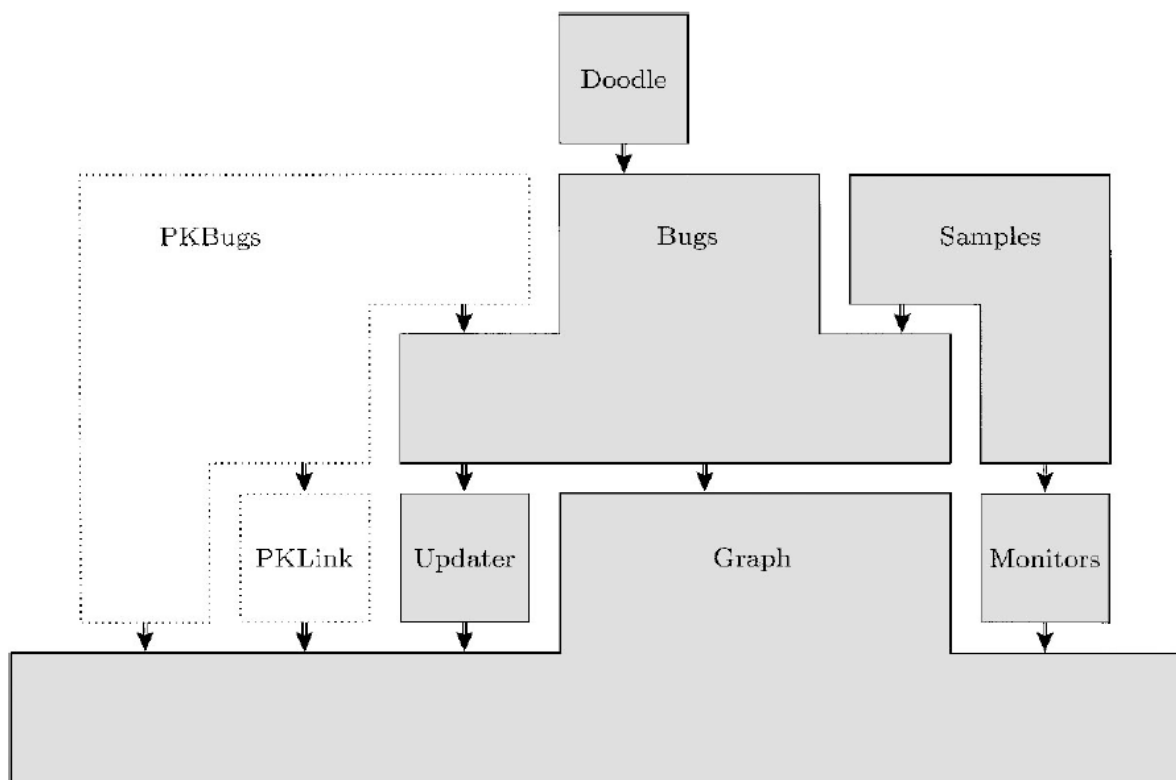 Doodle
PKBugs
Bugs
Samples
PKLink
Updater
Graph
Monitors